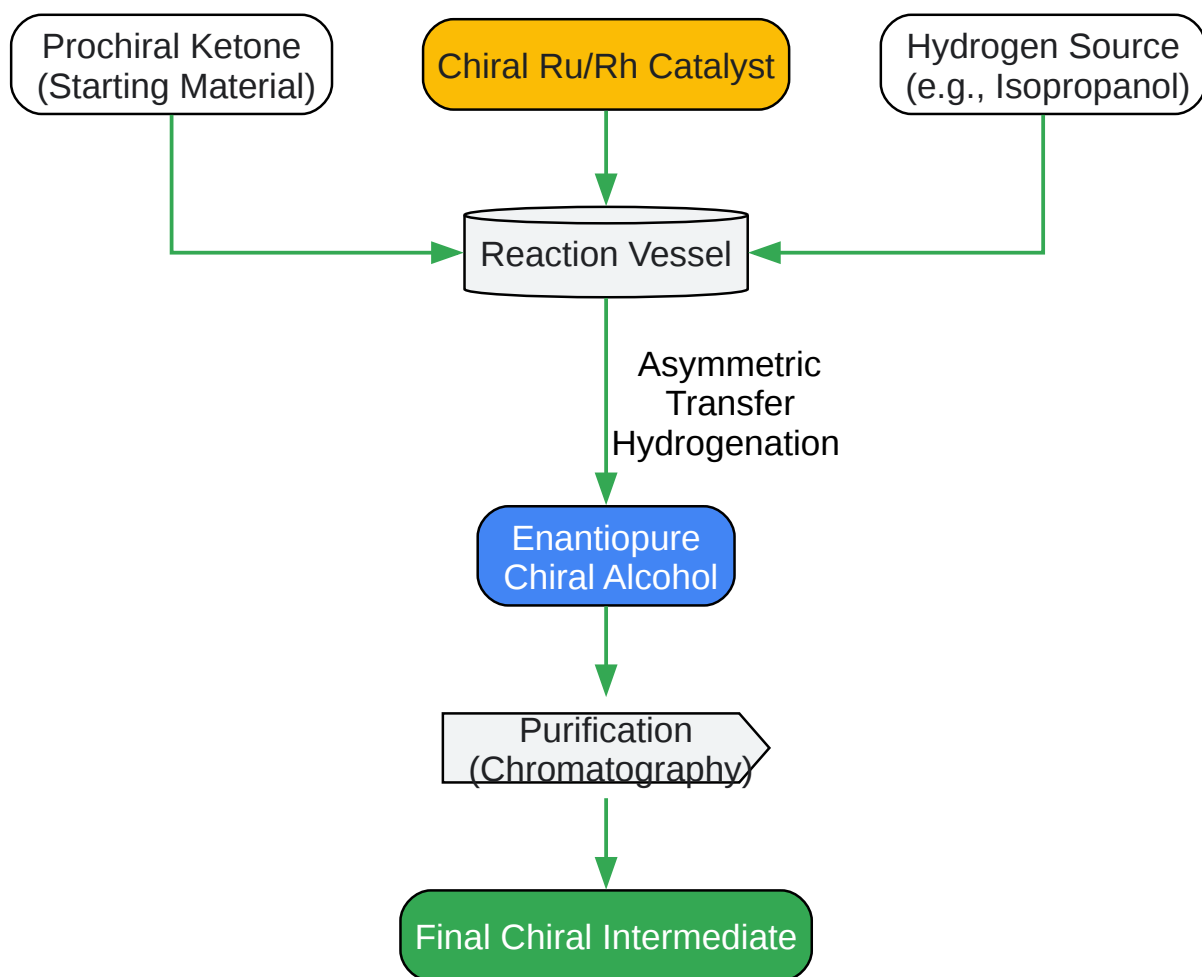 Prochiral Ketone
(Starting Material)
Chiral Ru/Rh Catalyst
Hydrogen Source
(e.g., Isopropanol)
Reaction Vessel
Asymmetric
Transfer
Hydrogenation
Enantiopure
Chiral Alcohol
Purification
(Chromatography)
Final Chiral Intermediate